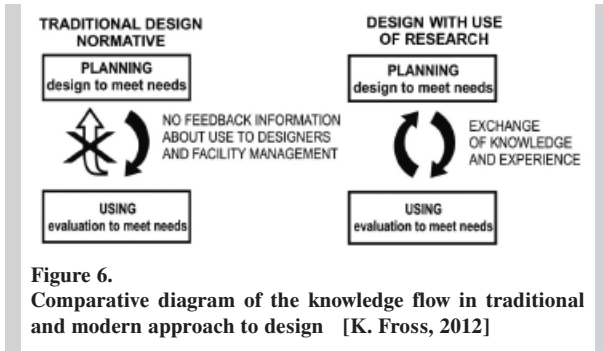 TRADITIONAL DESIGN
NORMATIVE
PLANNING
design to meet needs
NO FEEDBACK INFORMATION
ABOUT USE TO DESIGNERS
AND FACILITY MANAGEMENT
USING
evaluation to meet needs
DESIGN WITH USE
OF RESEARCH
PLANNING
design to meet needs
EXCHANGE
OF KNOWLEDGE
AND EXPERIENCE
USING
evaluation to meet needs
Figure 6.
Comparative diagram of the knowledge flow in traditional
and modern approach to design [K. Fross, 2012]